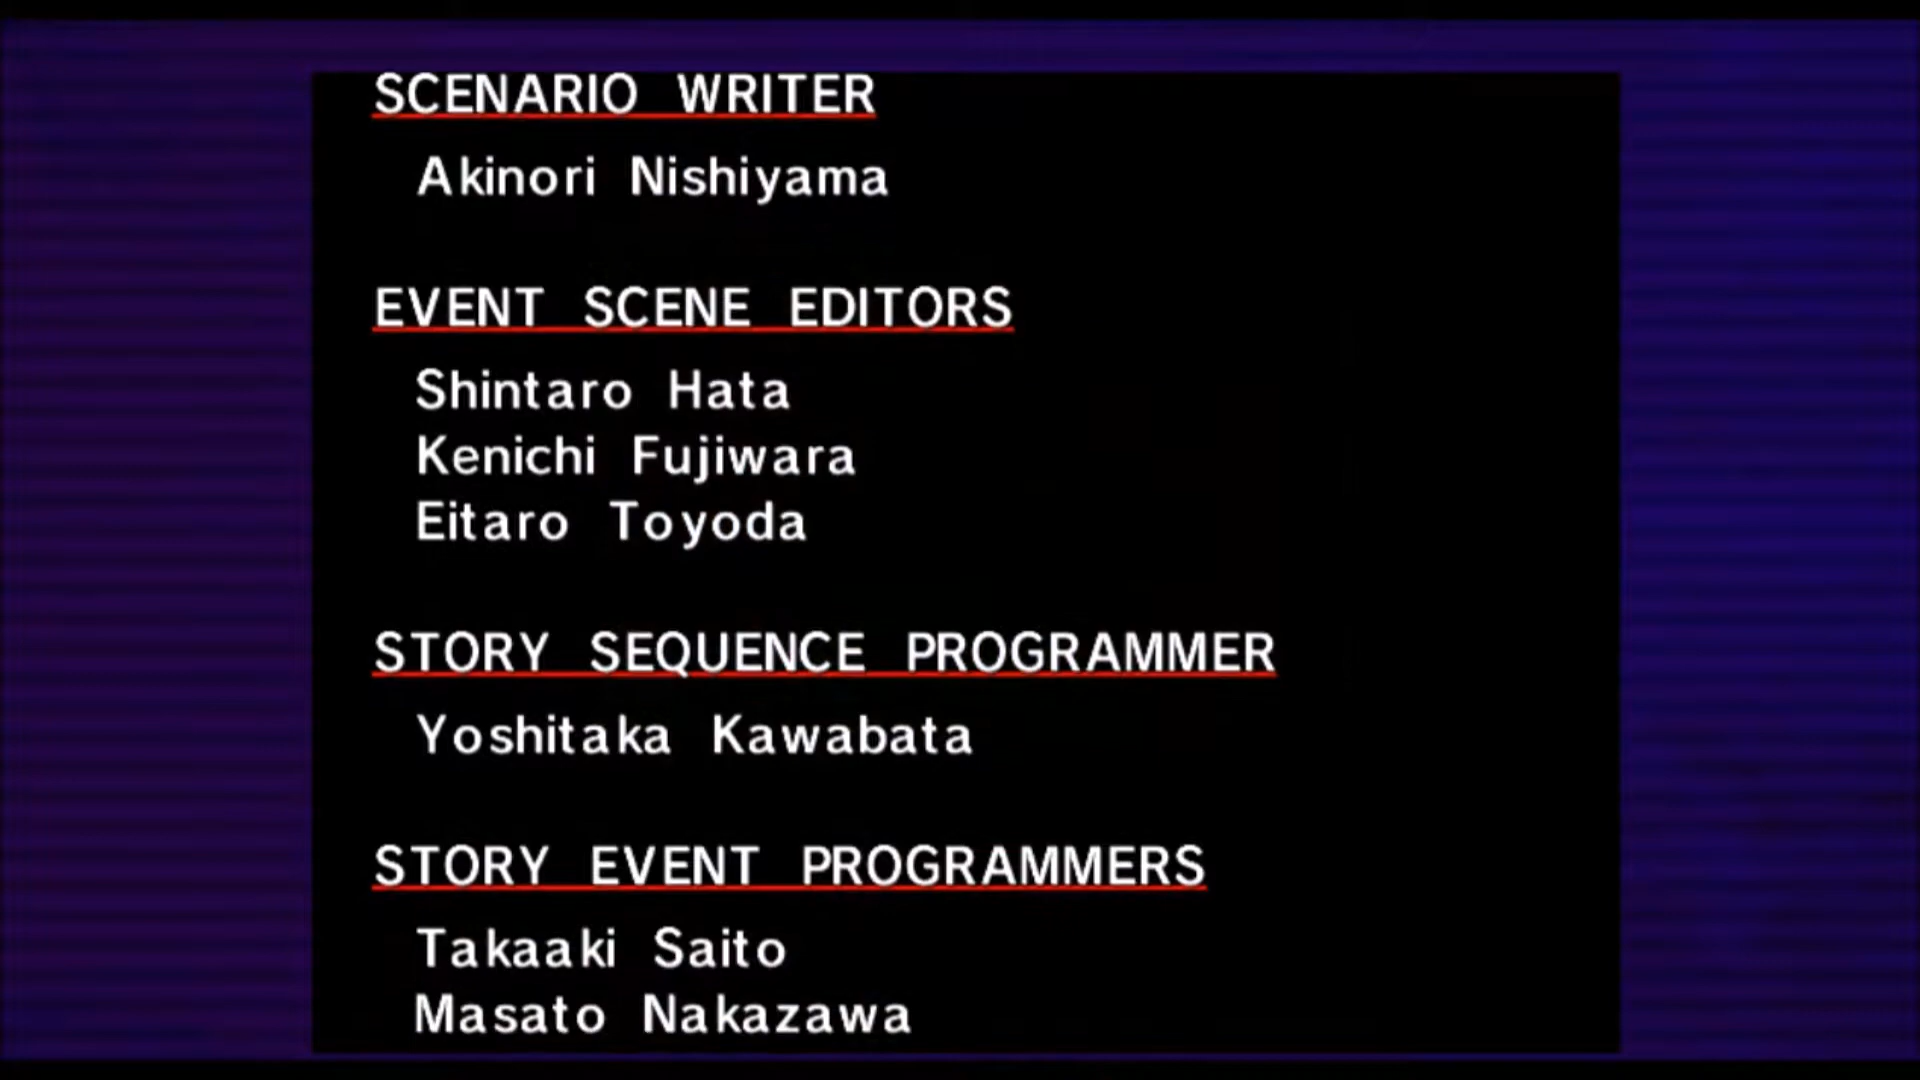 SCENARIO WRITER
Akinori Nishiyama
EVENT SCENE EDITORS
Shintaro Hata
Kenichi Fujiwara
Eitaro Toyoda
STORY SEQUENCE PROGRAMMER
Yoshitaka Kawabata
STORY EVENT PROGRAMMERS
Takaaki Saito
Masato Nakazawa